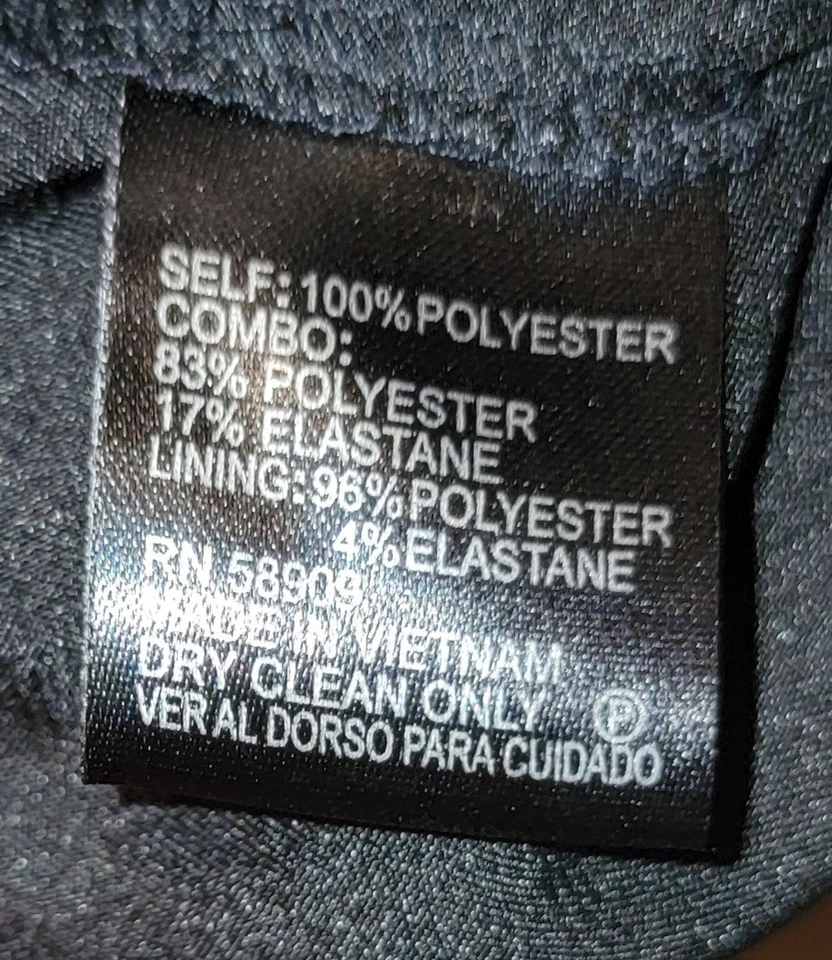 SELF: 100% POLYESTER
COMBO:
83% POLYESTER
17% ELASTANE
LINING: 96% POLYESTER
4% ELASTANE
RN 58909
MADE IN VIETNAM
DRY CLEAN ONLY Ⓟ
VER AL DORSO PARA CUIDADO